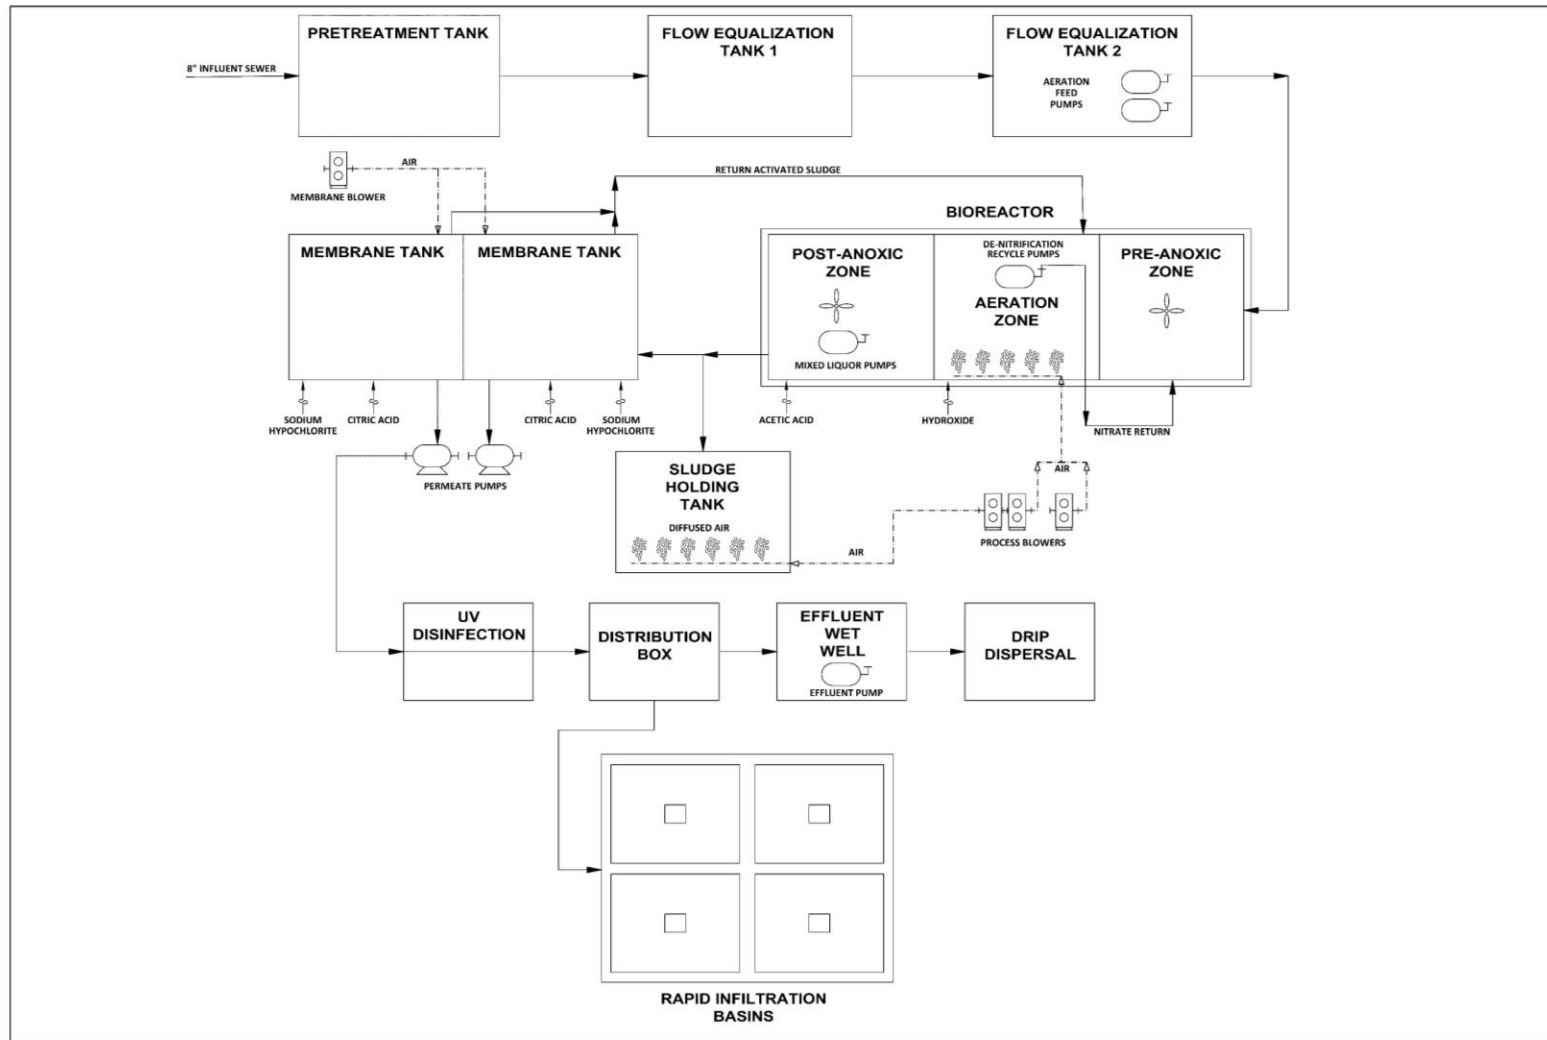 PRETREATMENT TANK
FLOW EQUALIZATION
TANK 1
FLOW EQUALIZATION
TANK 2
8" INFLUENT SEWER
AERATION
FEED
PUMPS
AIR
MEMBRANE BLOWER
RETURN ACTIVATED SLUDGE
BIOREACTOR
MEMBRANE TANK
MEMBRANE TANK
POST-ANOXIC
ZONE
MIXED LIQUOR PUMPS
DE-NITRIFICATION
RECYCLE PUMPS
AERATION
ZONE
PRE-ANOXIC
ZONE
SODIUM
HYPOCHLORITE
CITRIC ACID
CITRIC ACID
SODIUM
HYPOCHLORITE
ACETIC ACID
HYDROXIDE
NITRATE RETURN
PERMEATE PUMPS
SLUDGE
HOLDING
TANK
DIFFUSED AIR
AIR
AIR
PROCESS BLOWERS
UV
DISINFECTION
DISTRIBUTION
BOX
EFFLUENT
WET
WELL
EFFLUENT PUMP
DRIP
DISPERSAL
RAPID INFILTRATION
BASINS